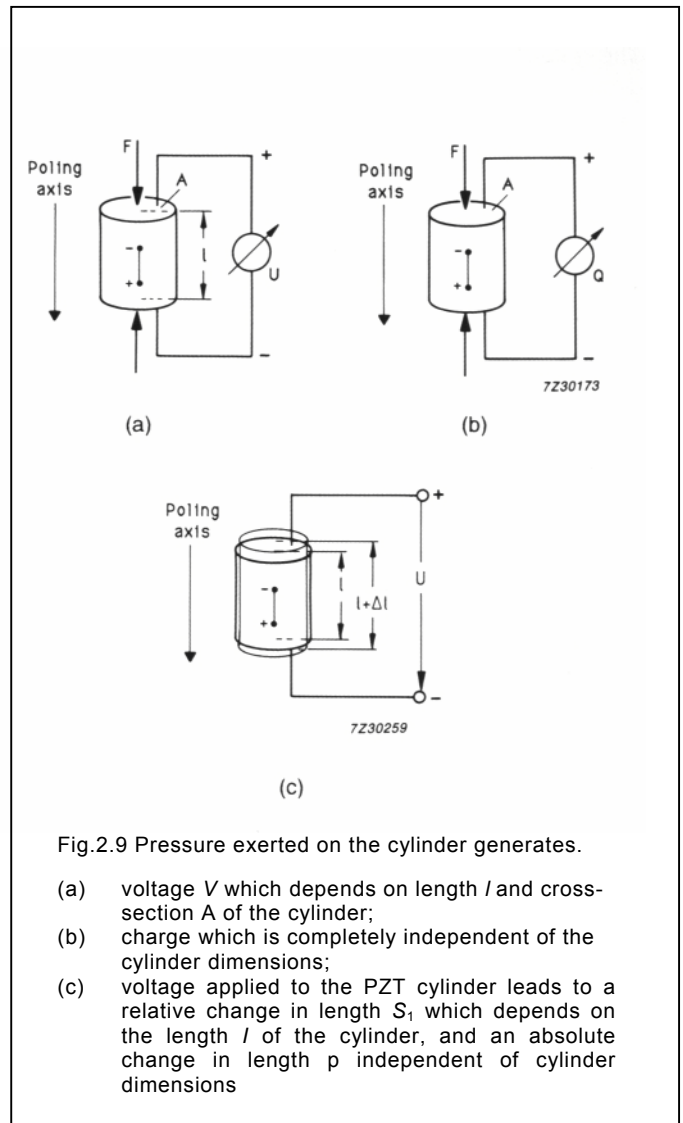 Poling
axis
F
A
l
+
U
-
-
+
(a)
Poling
axis
F
A
+
Q
-
-
+
7Z30173
(b)
Poling
axis
-
+
l
l+Δl
U
+
-
7Z30259
(c)
Fig.2.9 Pressure exerted on the cylinder generates.
(a) voltage V which depends on length l and cross-
section A of the cylinder;
(b) charge which is completely independent of the
cylinder dimensions;
(c) voltage applied to the PZT cylinder leads to a
relative change in length S₁ which depends on
the length l of the cylinder, and an absolute
change in length p independent of cylinder
dimensions